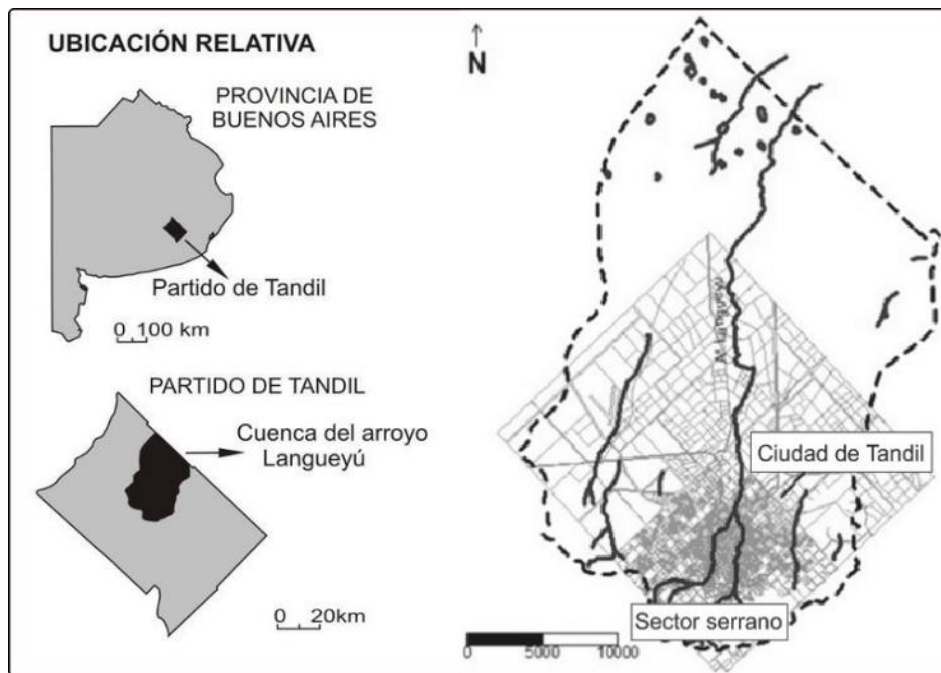 UBICACIÓN RELATIVA
PROVINCIA DE
BUENOS AIRES
Partido de Tandil
0 100 km
PARTIDO DE TANDIL
Cuenca del arroyo
Langueyú
0 20km
N
A° Langueyú
Ciudad de Tandil
Sector serrano
0 5000 10000